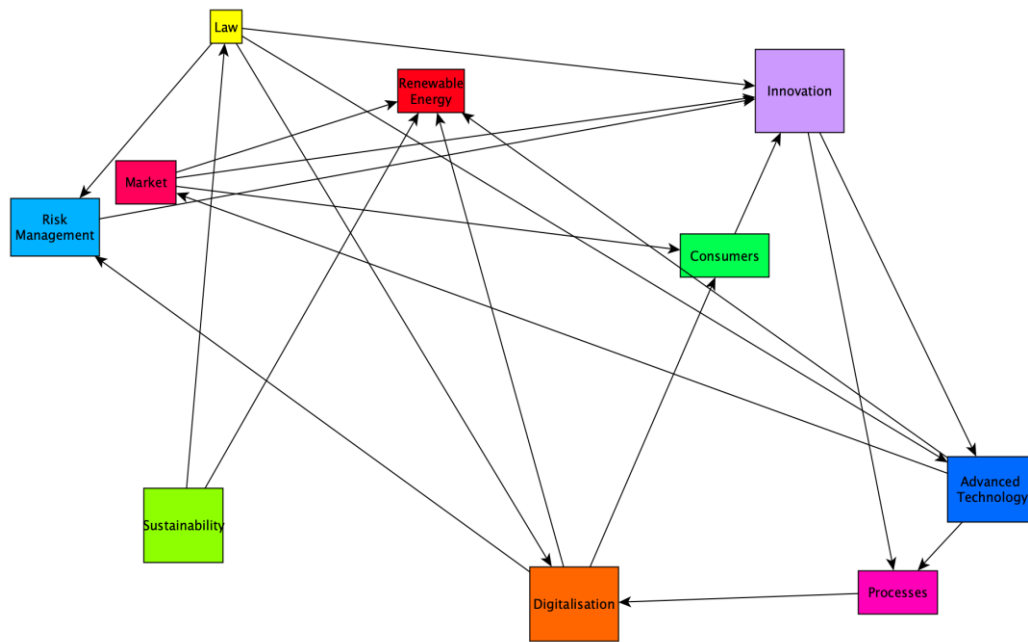 Law
Renewable
Energy
Innovation
Market
Risk
Management
Consumers
Sustainability
Advanced
Technology
Digitalisation
Processes